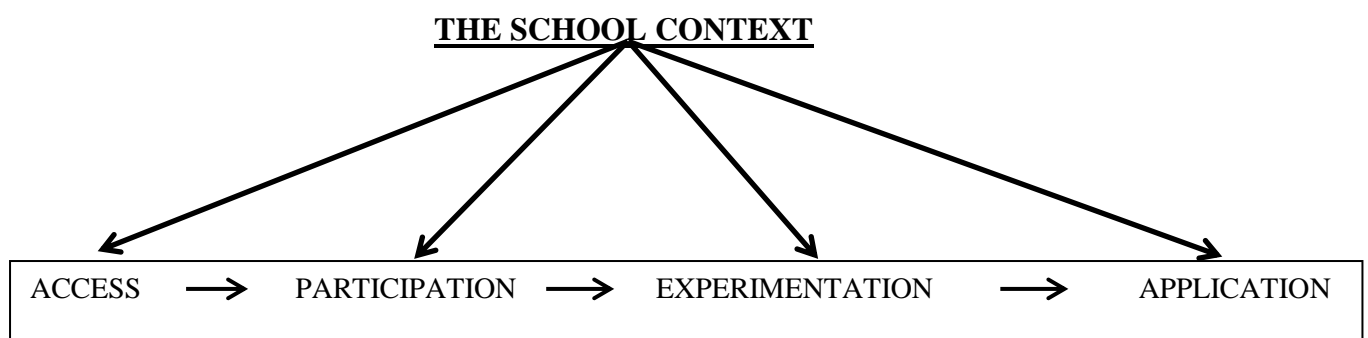 THE SCHOOL CONTEXT
ACCESS PARTICIPATION EXPERIMENTATION APPLICATION